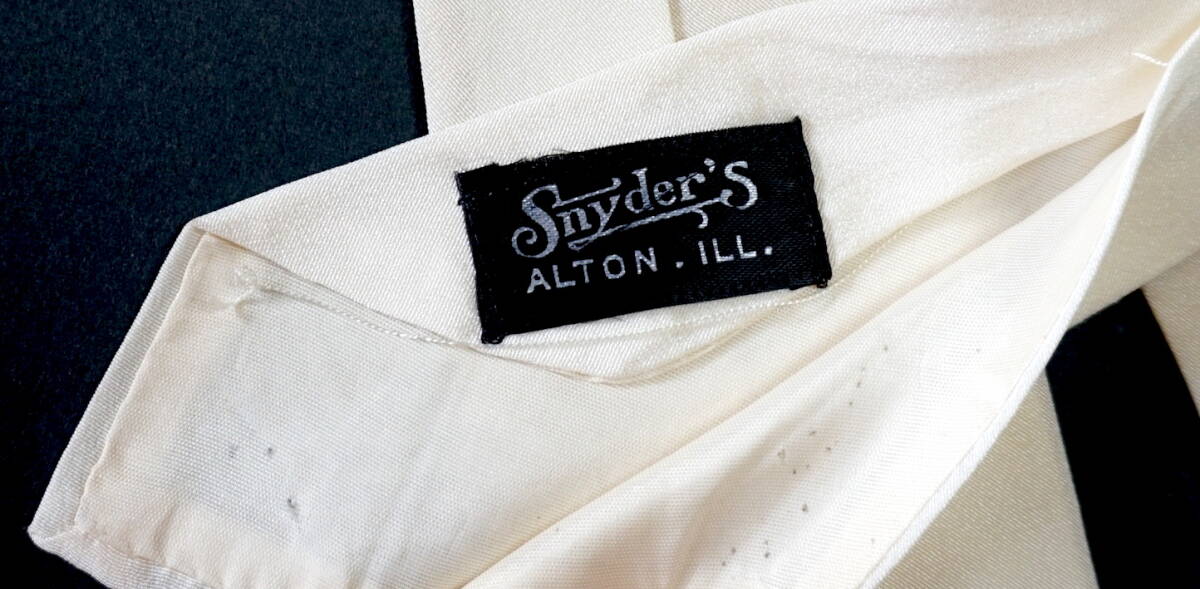 Snyder's
ALTON . ILL.